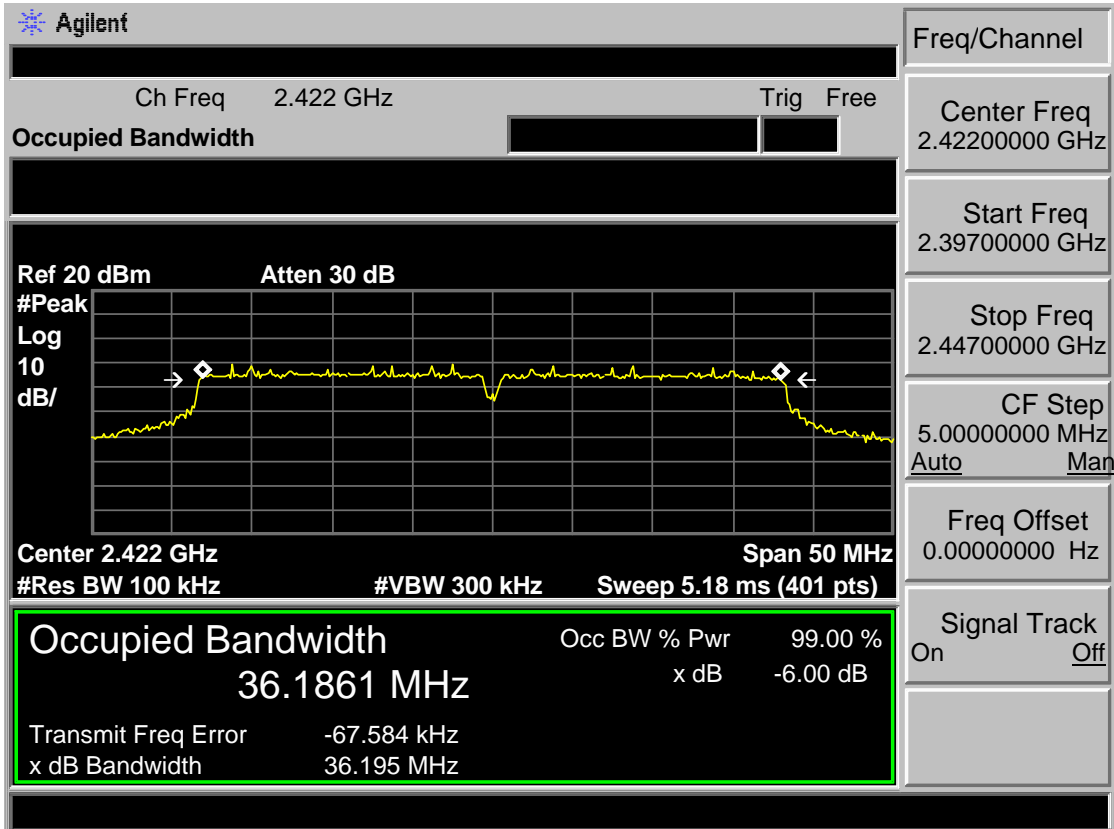 Agilent
Ch Freq 2.422 GHz Trig Free
Occupied Bandwidth
Ref 20 dBm Atten 30 dB
#Peak
Log
10
dB/
Center 2.422 GHz Span 50 MHz
#Res BW 100 kHz #VBW 300 kHz Sweep 5.18 ms (401 pts)
Occupied Bandwidth Occ BW % Pwr 99.00 %
36.1861 MHz x dB -6.00 dB
Transmit Freq Error -67.584 kHz
x dB Bandwidth 36.195 MHz
Freq/Channel
Center Freq
2.42200000 GHz
Start Freq
2.39700000 GHz
Stop Freq
2.44700000 GHz
CF Step
5.00000000 MHz
Auto Man
Freq Offset
0.00000000 Hz
Signal Track
On Off